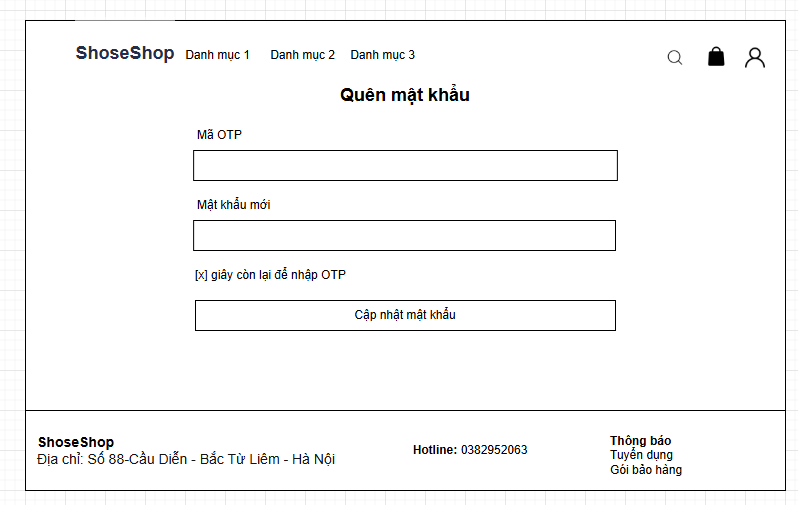 ShoseShop Danh mục 1 Danh mục 2 Danh mục 3
Quên mật khẩu
Mã OTP
Mật khẩu mới
[x] giây còn lại để nhập OTP
Cập nhật mật khẩu
ShoseShop
Địa chỉ: Số 88-Cầu Diễn - Bắc Từ Liêm - Hà Nội
Hotline: 0382952063
Thông báo
Tuyển dụng
Gói bảo hàng